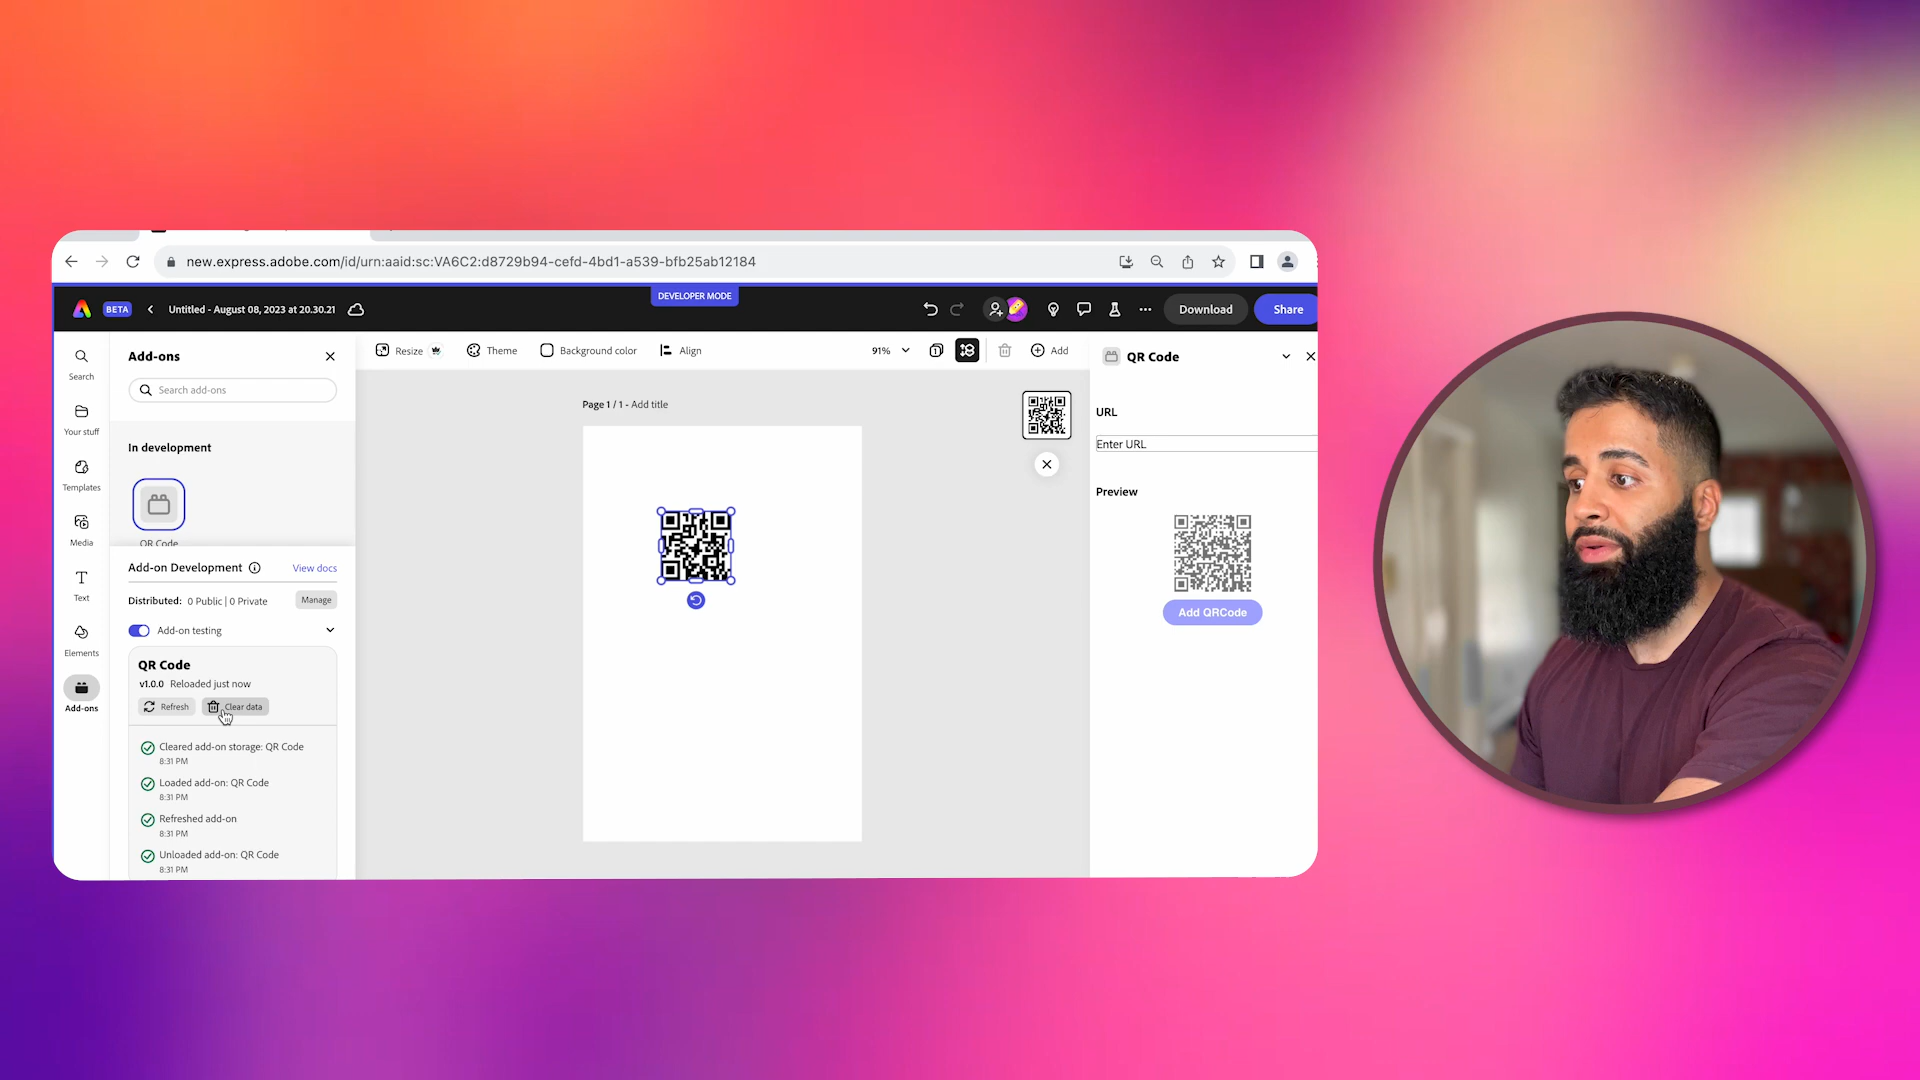 new.express.adobe.com/id/urn:aaid:sc:VA6C2:d8729b94-cefd-4bd1-a539-bfb25ab12184
DEVELOPER MODE
BETA
Untitled - August 08, 2023 at 20.30.21
Download
Share
Search
Your stuff
Templates
Media
Text
Elements
Add-ons
Add-ons
Search add-ons
In development
QR Code
Add-on Development
View docs
Distributed: 0 Public | 0 Private
Manage
Add-on testing
QR Code
v1.0.0 Reloaded just now
Refresh
Clear data
Cleared add-on storage: QR Code
8:31 PM
Loaded add-on: QR Code
8:31 PM
Refreshed add-on
8:31 PM
Unloaded add-on: QR Code
8:31 PM
Resize
Theme
Background color
Align
91%
1
Add
Page 1 / 1 - Add title
QR Code
URL
Enter URL
Preview
Add QRCode